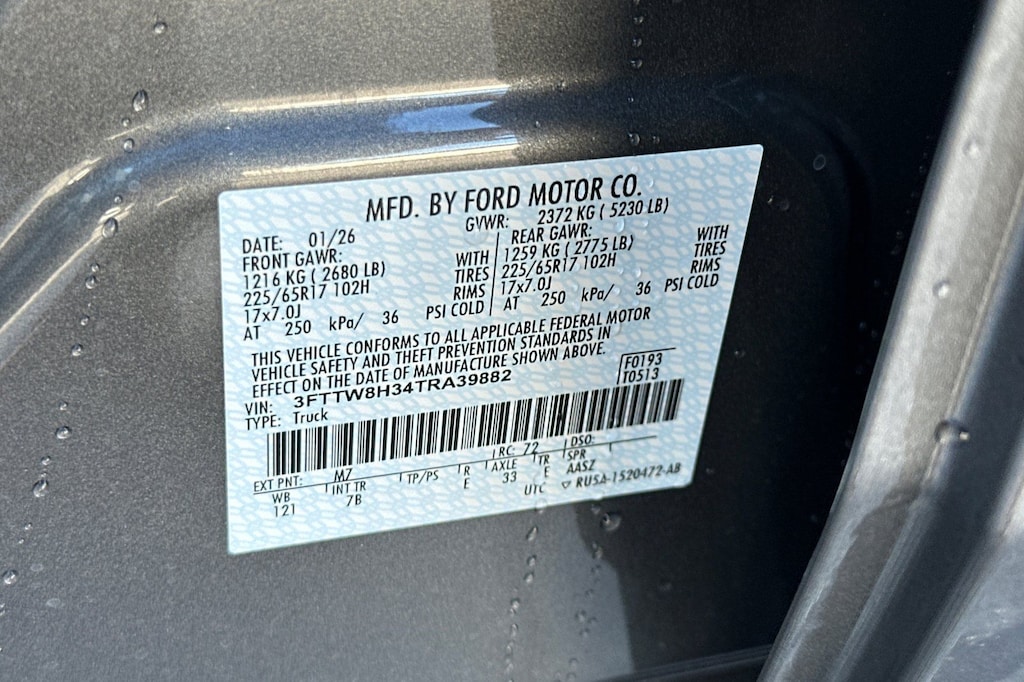 MFD. BY FORD MOTOR CO.
DATE: 01/26 GVWR: 2372 KG ( 5230 LB)
FRONT GAWR: REAR GAWR:
1216 KG ( 2680 LB) WITH 1259 KG ( 2775 LB) WITH
225/65R17 102H TIRES 225/65R17 102H TIRES
17x7.0J RIMS 17x7.0J RIMS
AT 250 kPa/ 36 PSI COLD AT 250 kPa/ 36 PSI COLD
THIS VEHICLE CONFORMS TO ALL APPLICABLE FEDERAL MOTOR
VEHICLE SAFETY AND THEFT PREVENTION STANDARDS IN
EFFECT ON THE DATE OF MANUFACTURE SHOWN ABOVE.
F0193
VIN: 3FTTW8H34TRA39882 T0513
TYPE: Truck
EXT PNT: M7 RC: 72 DSO:
WB INT TR TP/PS R AXLE TR SPR
121 7B E 33 E AASZ
UTC ▽ RUSA-1520472-AB